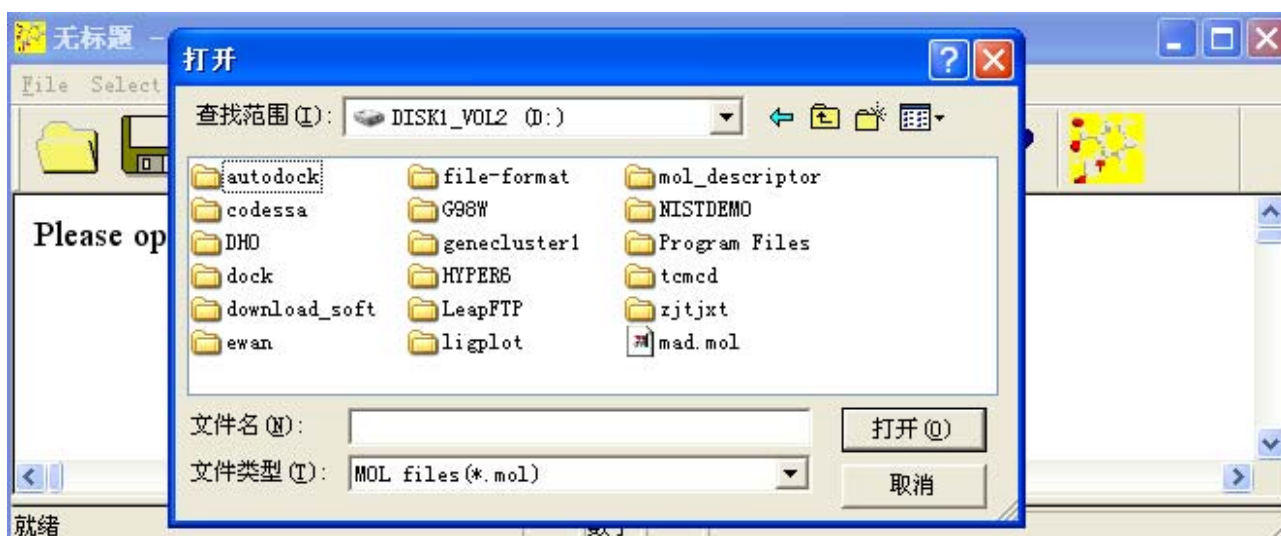 无标题 -
File Select
Please op
打开
查找范围(I):
DISK1_VOL2 (D:)
autodock
file-format
mol_descriptor
codessa
G98W
NISTDEMO
DHO
genecluster1
Program Files
dock
HYPER6
tcmcd
download_soft
LeapFTP
zjtjxt
ewan
ligplot
mad.mol
文件名(N):
打开(O)
文件类型(T):
MOL files(*.mol)
取消
就绪